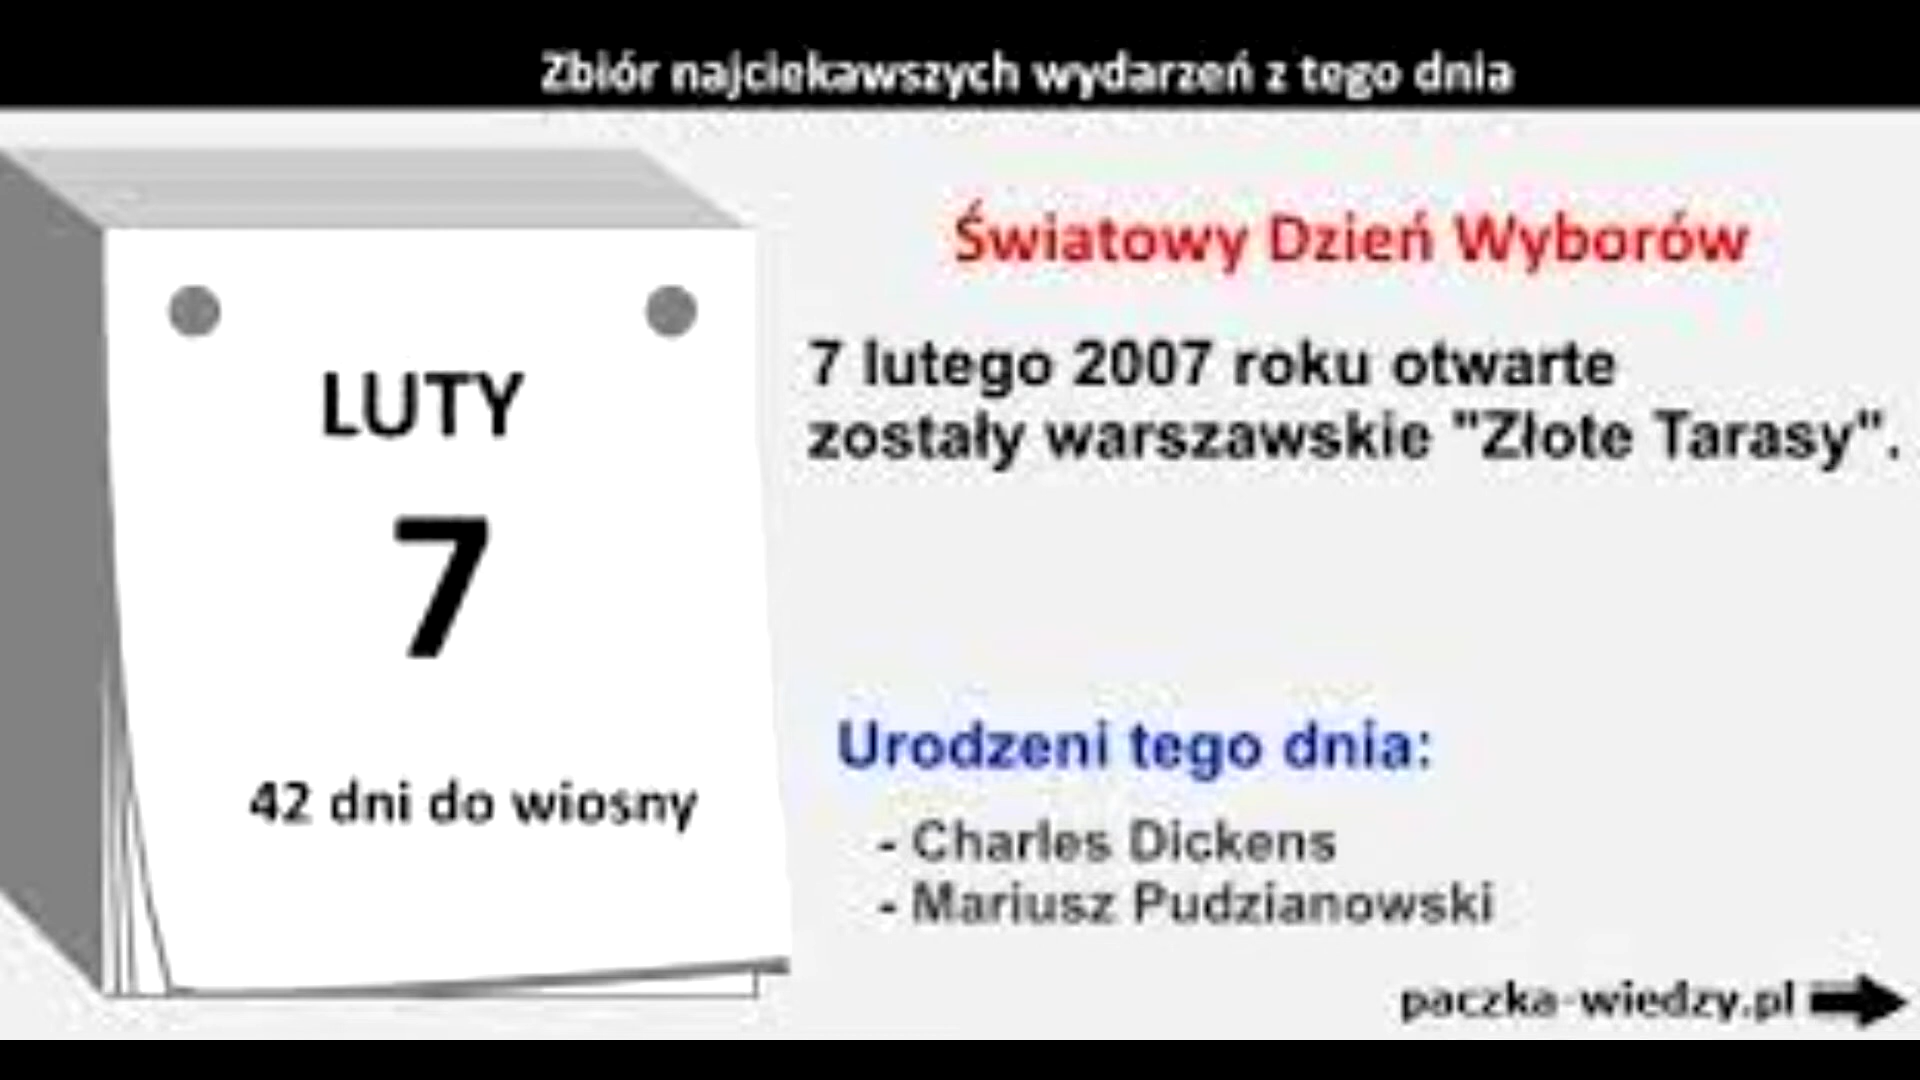 Zbiór najciekawszych wydarzeń z tego dnia
LUTY
7
42 dni do wiosny
Światowy Dzień Wyborów
7 lutego 2007 roku otwarte
zostały warszawskie "Złote Tarasy".
Urodzeni tego dnia:
- Charles Dickens
- Mariusz Pudzianowski
paczka-wiedzy.pl